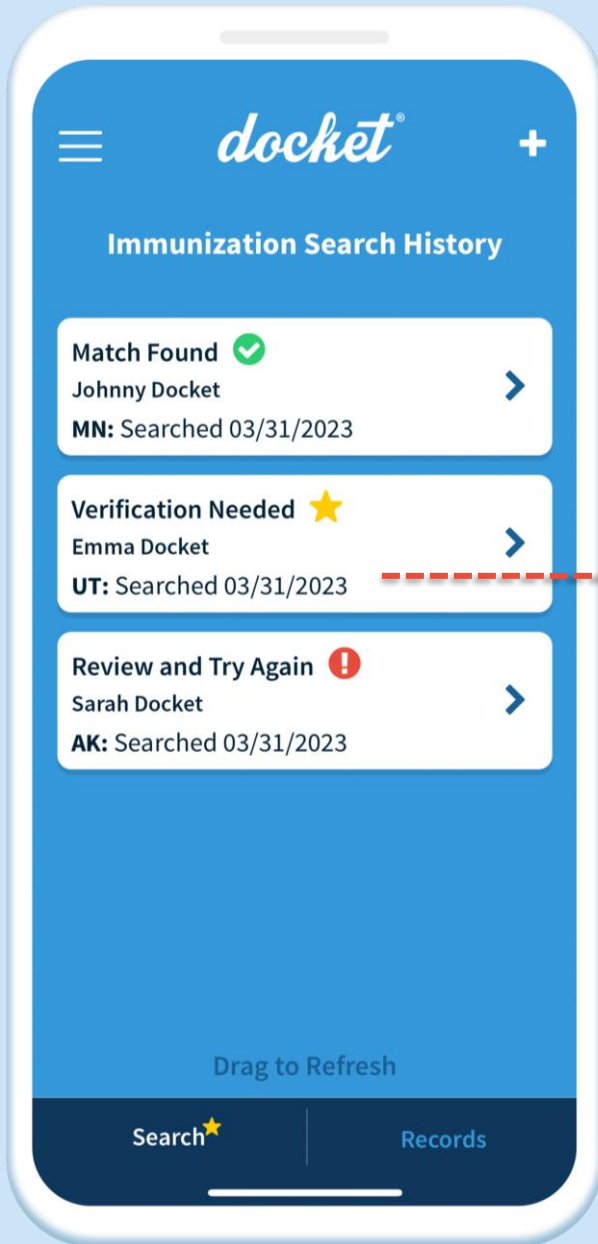 docket®
Immunization Search History
Match Found
Johnny Docket
MN: Searched 03/31/2023
Verification Needed
Emma Docket
UT: Searched 03/31/2023
Review and Try Again
Sarah Docket
AK: Searched 03/31/2023
Drag to Refresh
Search
Records